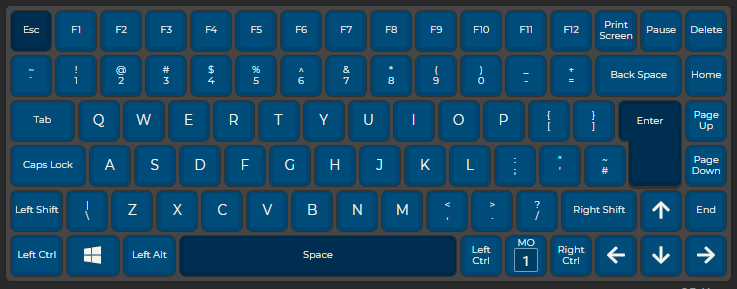 Esc F1 F2 F3 F4 F5 F6 F7 F8 F9 F10 F11 F12 Print Screen Pause Delete
~ ` ! 1 @ 2 # 3 $ 4 % 5 ^ 6 & 7 * 8 ( 9 ) 0 _ - + = Back Space Home
Tab Q W E R T Y U I O P { [ } ] Enter Page Up
Caps Lock A S D F G H J K L : ; " ' ~ # Page Down
Left Shift | \ Z X C V B N M < , > . ? / Right Shift ↑ End
Left Ctrl Left Alt Space Left Ctrl MO 1 Right Ctrl ← ↓ →